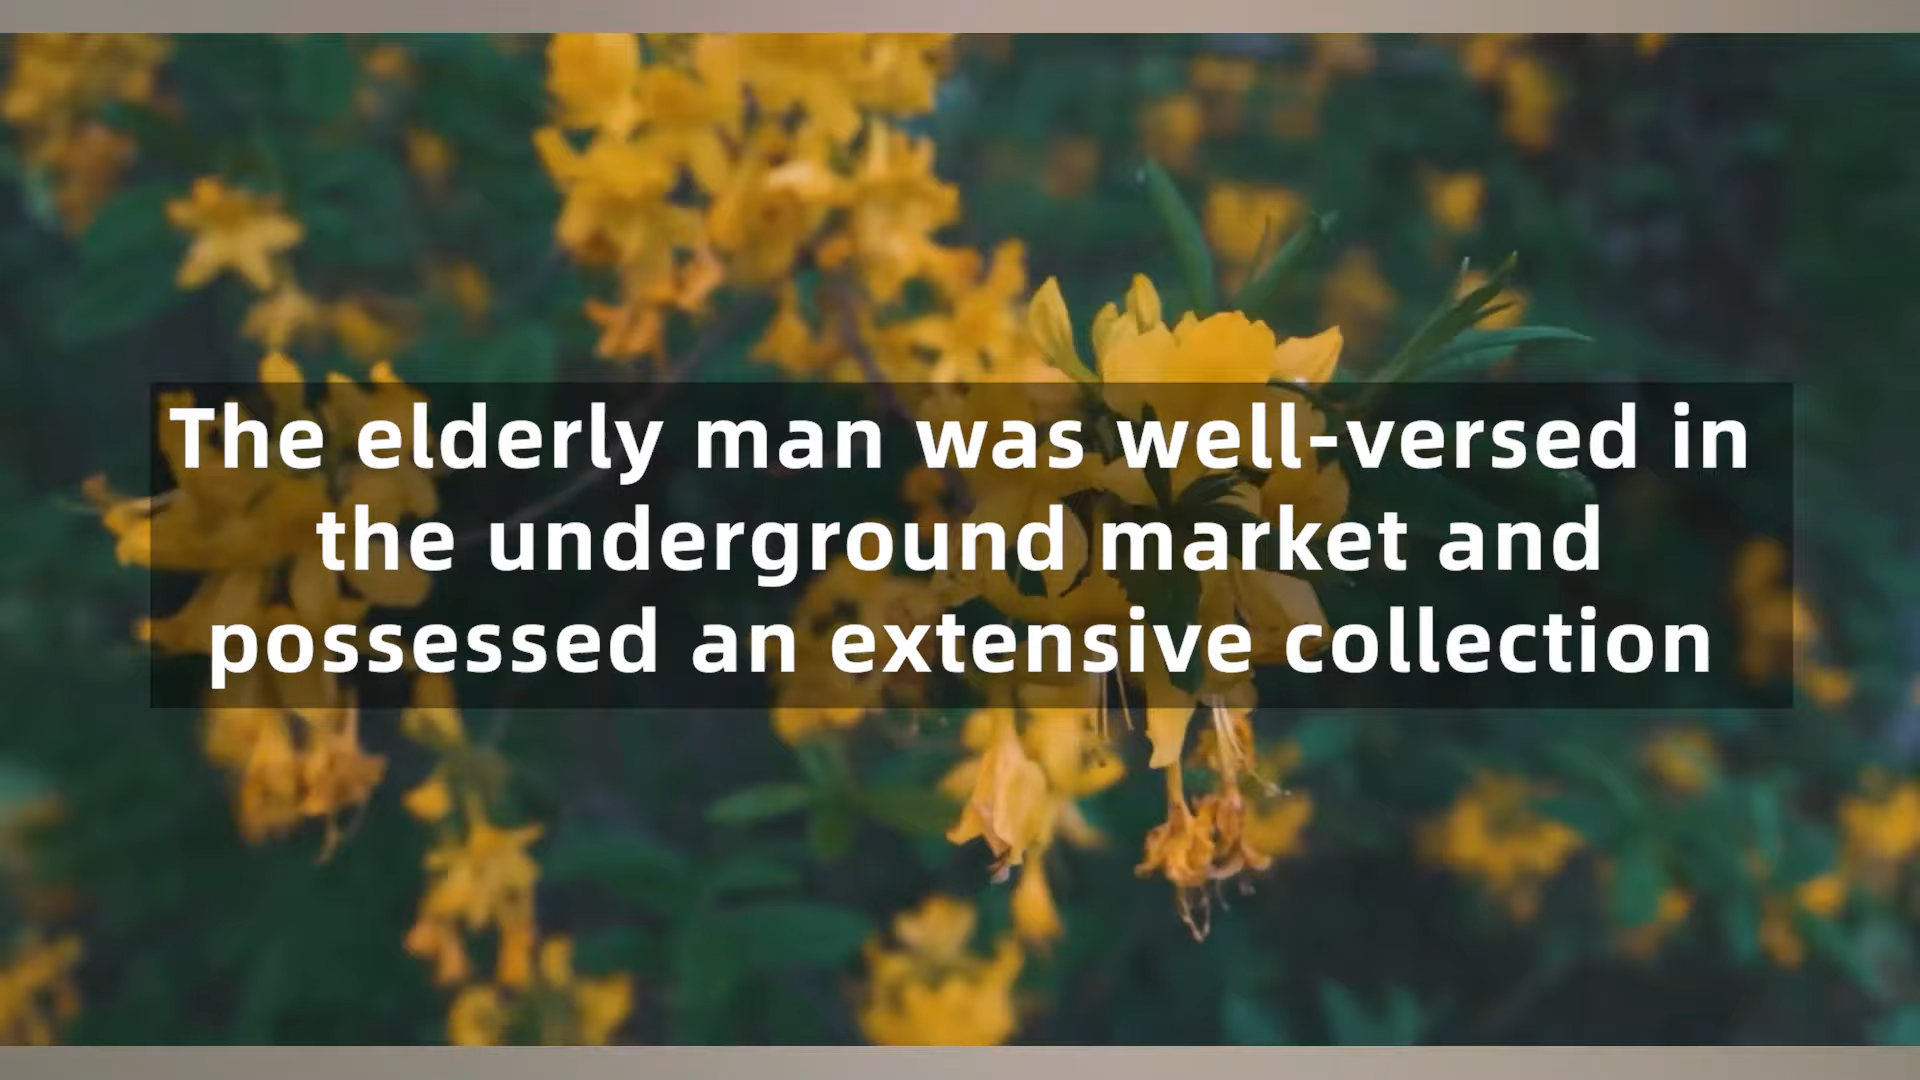 The elderly man was well-versed in
the underground market and
possessed an extensive collection